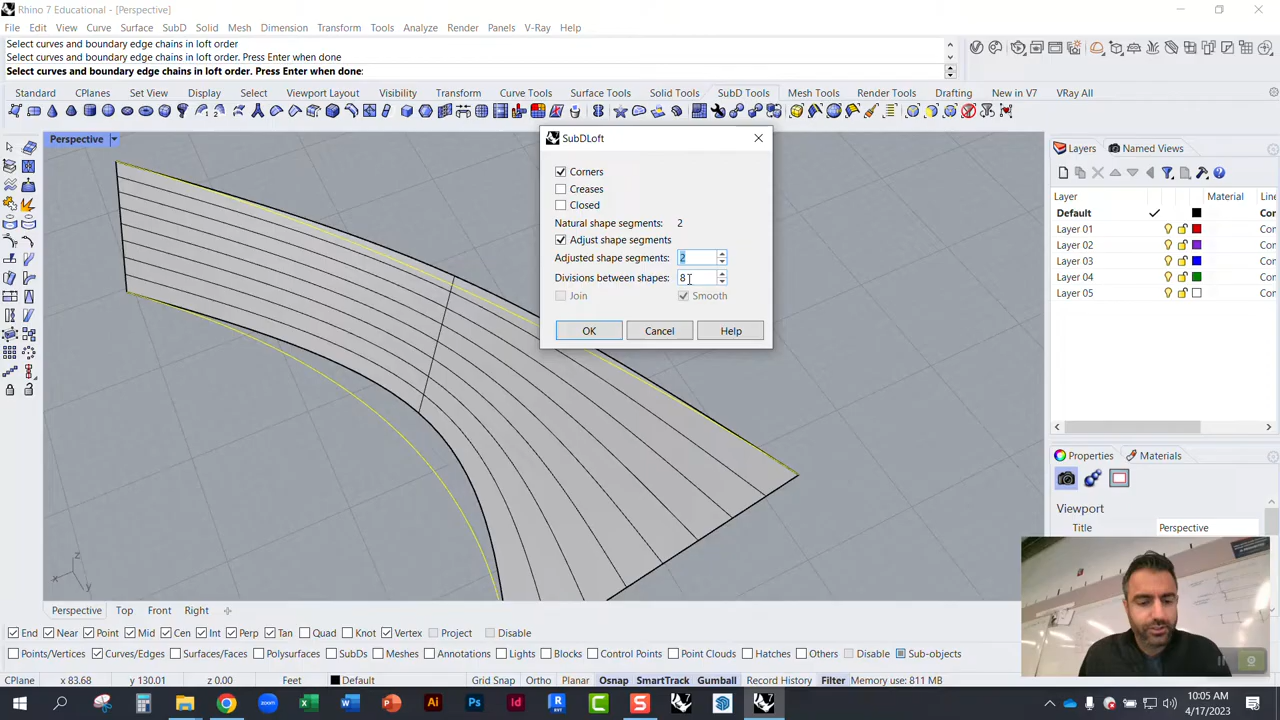 Rhino 7 Educational - [Perspective]
File Edit View Curve Surface SubD Solid Mesh Dimension Transform Tools Analyze Render Panels V-Ray Help
Select curves and boundary edge chains in loft order
Select curves and boundary edge chains in loft order. Press Enter when done
Select curves and boundary edge chains in loft order. Press Enter when done:
Standard CPlanes Set View Display Select Viewport Layout Visibility Transform Curve Tools Surface Tools Solid Tools SubD Tools Mesh Tools Render Tools Drafting New in V7 VRay All
Perspective
SubDLoft
Corners
Creases
Closed
Natural shape segments: 2
Adjust shape segments
Adjusted shape segments: 2
Divisions between shapes: 8
Join Smooth
OK Cancel Help
Layers Named Views
Layer Material Line
Default Con
Layer 01 Con
Layer 02 Con
Layer 03 Con
Layer 04 Con
Layer 05 Con
Properties Materials
Viewport
Title Perspective
z
x y
Perspective Top Front Right
End Near Point Mid Cen Int Perp Tan Quad Knot Vertex Project Disable
Points/Vertices Curves/Edges Surfaces/Faces Polysurfaces SubDs Meshes Annotations Lights Blocks Control Points Point Clouds Hatches Others Disable Sub-objects
CPlane x 83.68 y 130.01 z 0.00 Feet Default Grid Snap Ortho Planar Osnap SmartTrack Gumball Record History Filter Memory use: 811 MB
10:05 AM
4/17/2023